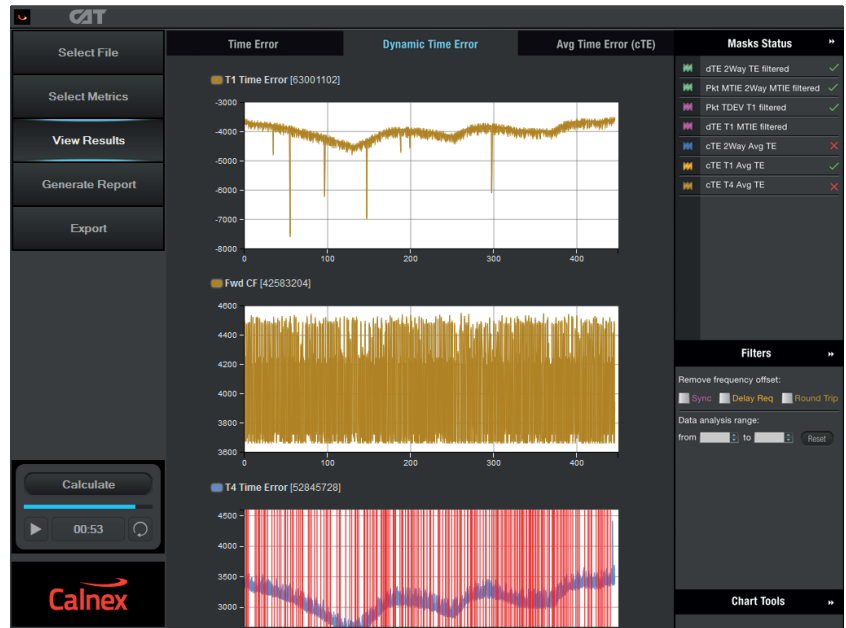 CAT
Select File
Select Metrics
View Results
Generate Report
Export
Calculate
00:53
Calnex
Time Error
Dynamic Time Error
Avg Time Error (cTE)
T1 Time Error [63001102]
-3000
-4000
-5000
-6000
-7000
-8000
0 100 200 300 400
Fwd CF [42583204]
4600
4400
4200
4000
3800
3600
0 100 200 300 400
T4 Time Error [52845728]
4500
4000
3500
3000
Masks Status
dTE 2Way TE filtered
Pkt MTIE 2Way MTIE filtered
Pkt TDEV T1 filtered
dTE T1 MTIE filtered
cTE 2Way Avg TE
cTE T1 Avg TE
cTE T4 Avg TE
Filters
Remove frequency offset:
Sync Delay Req Round Trip
Data analysis range:
from to Reset
Chart Tools